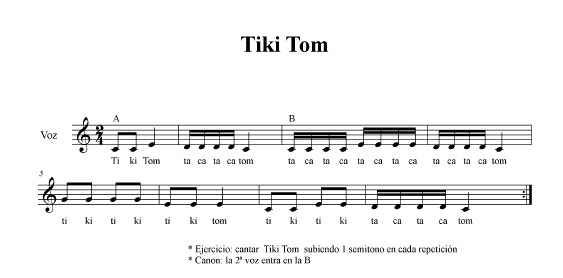 Tiki Tom
A B
Voz 2 4
Ti ki Tom ta ca ta ca tom ta ca ta ca ta ca ta ca ta ca ta ca tom
5
ti ki ti ki ti ki tom ti ki ti ki ta ca ta ca tom
* Ejercicio: cantar Tiki Tom subiendo 1 semitono en cada repetición
* Canon: la 2ª voz entra en la B